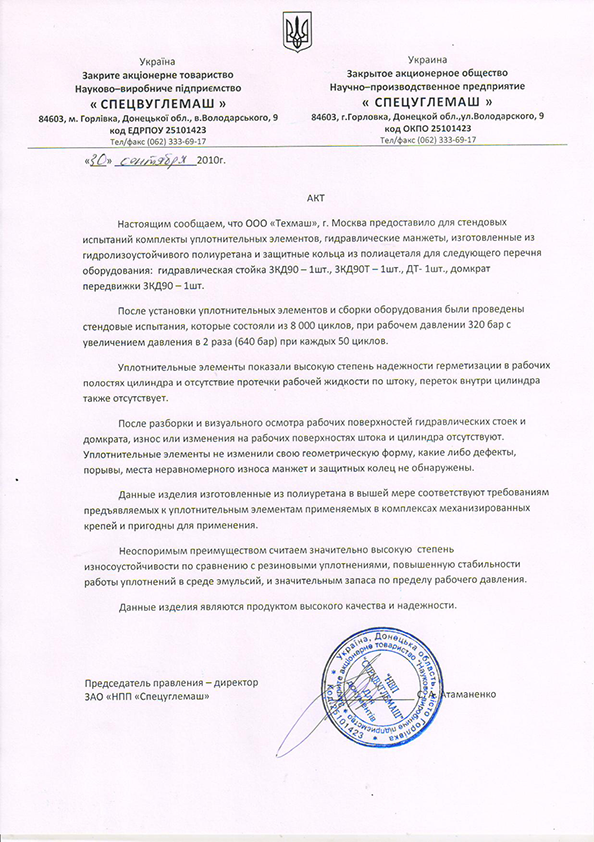 Україна
Закрите акціонерне товариство
Науково–виробниче підприємство
« СПЕЦВУГЛЕМАШ »
84603, м. Горлівка, Донецької обл., в.Володарського, 9
код ЕДРПОУ 25101423
Тел/факс (062) 333-69-17
Украина
Закрытое акционерное общество
Научно–производственное предприятие
« СПЕЦУГЛЕМАШ »
84603, г.Горловка, Донецкой обл.,ул.Володарского, 9
код ОКПО 25101423
Тел/факс (062) 333-69-17
«30» сентября 2010г.
АКТ
Настоящим сообщаем, что ООО «Техмаш», г. Москва предоставило для стендовых
испытаний комплекты уплотнительных элементов, гидравлические манжеты, изготовленные из
гидролизоустойчивого полиуретана и защитные кольца из полиацеталя для следующего перечня
оборудования: гидравлическая стойка 3КД90 – 1шт., 3КД90Т – 1шт., ДТ- 1шт., домкрат
передвижки 3КД90 – 1шт.
После установки уплотнительных элементов и сборки оборудования были проведены
стендовые испытания, которые состояли из 8 000 циклов, при рабочем давлении 320 бар с
увеличением давления в 2 раза (640 бар) при каждых 50 циклов.
Уплотнительные элементы показали высокую степень надежности герметизации в рабочих
полостях цилиндра и отсутствие протечки рабочей жидкости по штоку, переток внутри цилиндра
также отсутствует.
После разборки и визуального осмотра рабочих поверхностей гидравлических стоек и
домкрата, износ или изменения на рабочих поверхностях штока и цилиндра отсутствуют.
Уплотнительные элементы не изменили свою геометрическую форму, какие либо дефекты,
порывы, места неравномерного износа манжет и защитных колец не обнаружены.
Данные изделия изготовленные из полиуретана в вышей мере соответствуют требованиям
предъявляемых к уплотнительным элементам применяемых в комплексах механизированных
крепей и пригодны для применения.
Неоспоримым преимуществом считаем значительно высокую степень
износоустойчивости по сравнению с резиновыми уплотнениями, повышенную стабильности
работы уплотнений в среде эмульсий, и значительным запаса по пределу рабочего давления.
Данные изделия являются продуктом высокого качества и надежности.
Председатель правления – директор
ЗАО «НПП «Спецуглемаш»
Атаманенко
Україна, Донецька область, місто Горлівка
Закрите акціонерне товариство "Науково-виробниче підприємство
Код 25101423
"НВП
"СПЕЦВУГЛЕМАШ"
для
документів